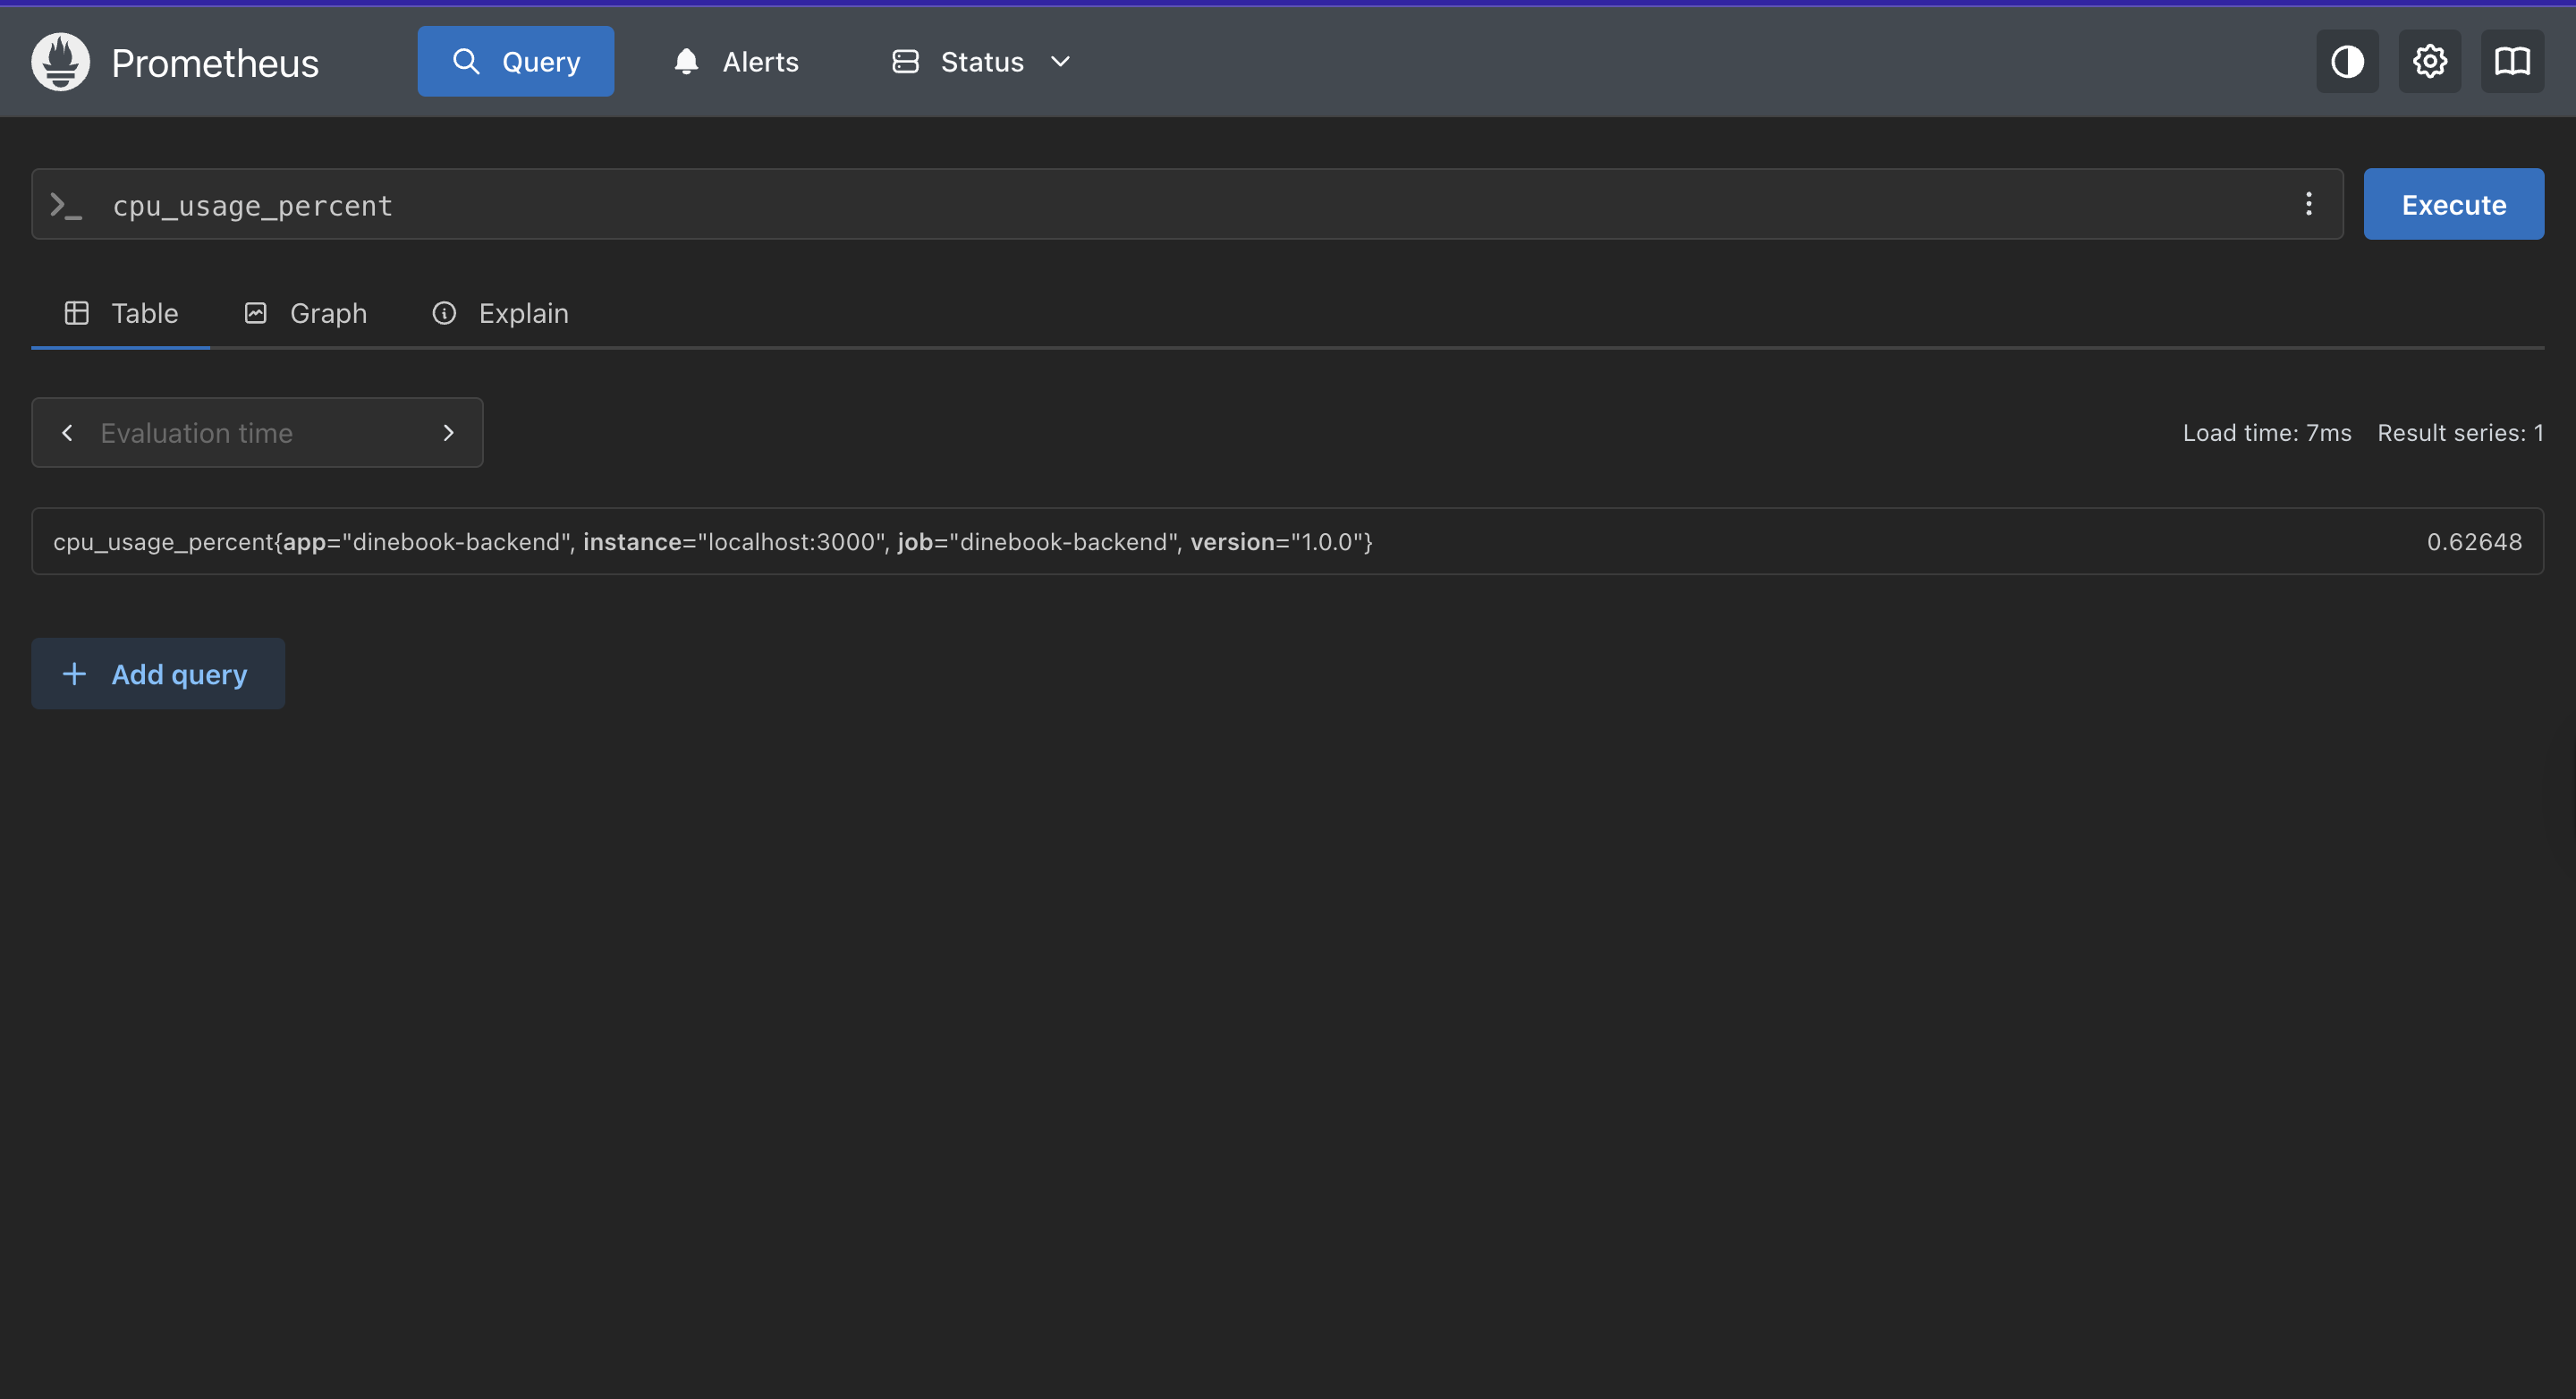 Prometheus Query Alerts Status
cpu_usage_percent Execute
Table Graph Explain
Evaluation time Load time: 7ms Result series: 1
cpu_usage_percent{app="dinebook-backend", instance="localhost:3000", job="dinebook-backend", version="1.0.0"} 0.62648
Add query